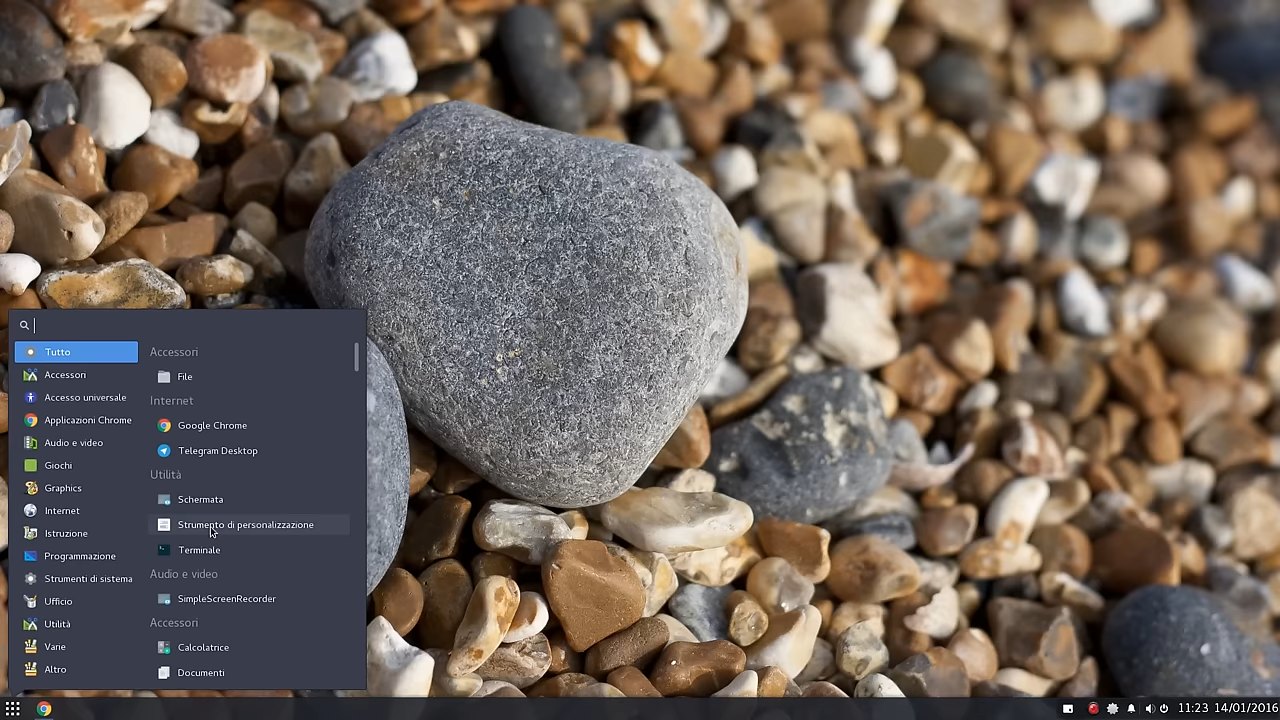 Tutto
Accessori
Accesso universale
Applicazioni Chrome
Audio e video
Giochi
Graphics
Internet
Istruzione
Programmazione
Strumenti di sistema
Ufficio
Utilità
Varie
Altro
Accessori
File
Internet
Google Chrome
Telegram Desktop
Utilità
Schermata
Strumento di personalizzazione
Terminale
Audio e video
SimpleScreenRecorder
Accessori
Calcolatrice
Documenti
11:23 14/01/2016